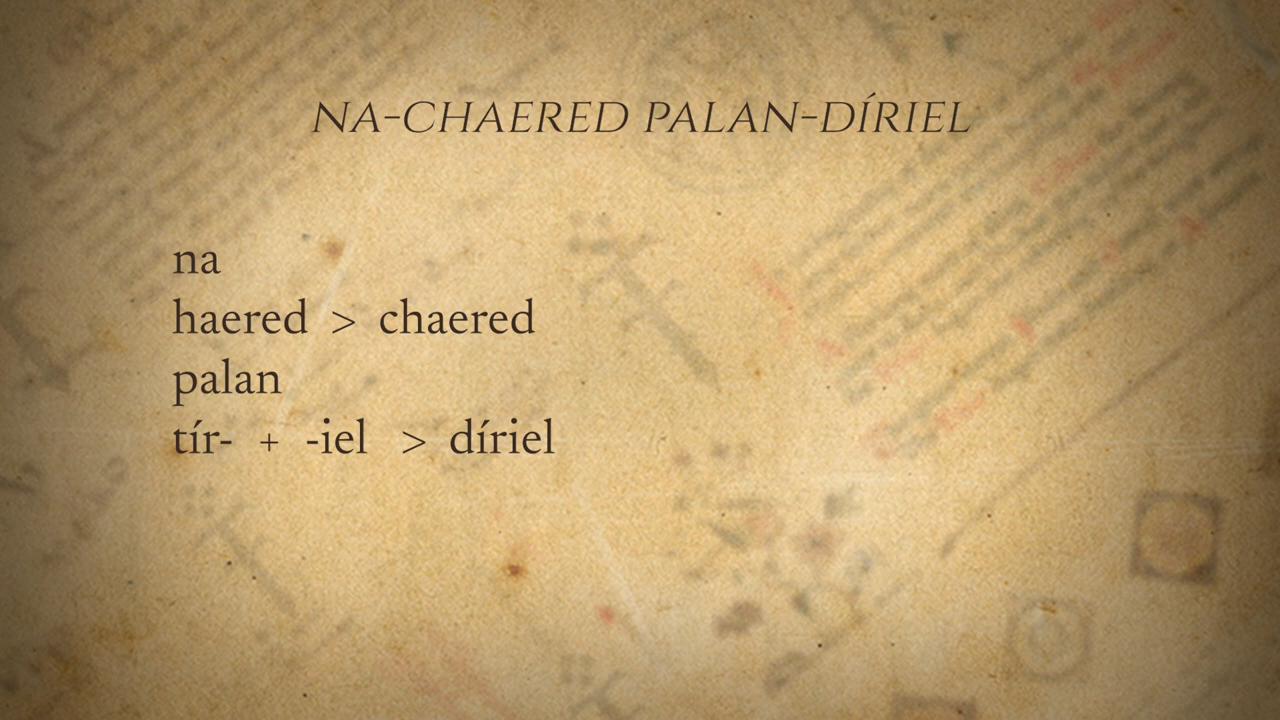 NA-CHAERED PALAN-DÍRIEL
na
haered > chaered
palan
tír- + -iel > díriel